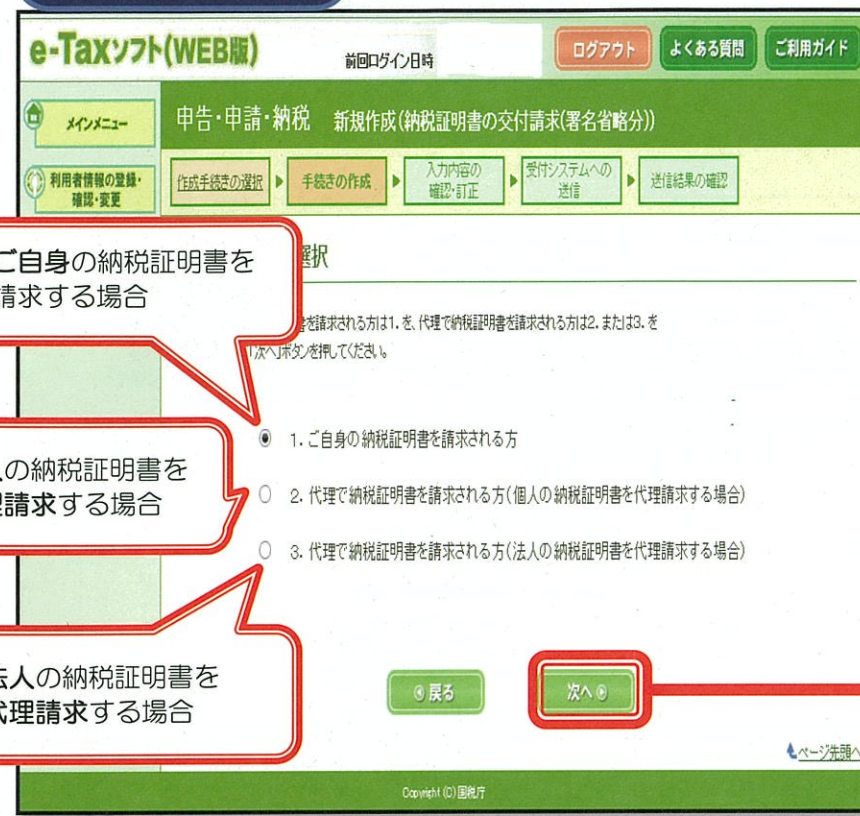 e-Taxソフト(WEB版)
前回ログイン日時
ログアウト
よくある質問
ご利用ガイド
メインメニュー
申告・申請・納税 新規作成(納税証明書の交付請求(署名省略分))
利用者情報の登録・
確認・変更
作成手続きの選択
手続きの作成
入力内容の
確認・訂正
受付システムへの
送信
送信結果の確認
ご自身の納税証明書を
請求する場合
選択
書を請求される方は1. を、代理で納税証明書を請求される方は2. または3. を
「次へ」ボタンを押してください。
1. ご自身の納税証明書を請求される方
人の納税証明書を
理請求する場合
2. 代理で納税証明書を請求される方(個人の納税証明書を代理請求する場合)
3. 代理で納税証明書を請求される方(法人の納税証明書を代理請求する場合)
法人の納税証明書を
代理請求する場合
戻る
次へ
ページ先頭へ
Copyright (C) 国税庁